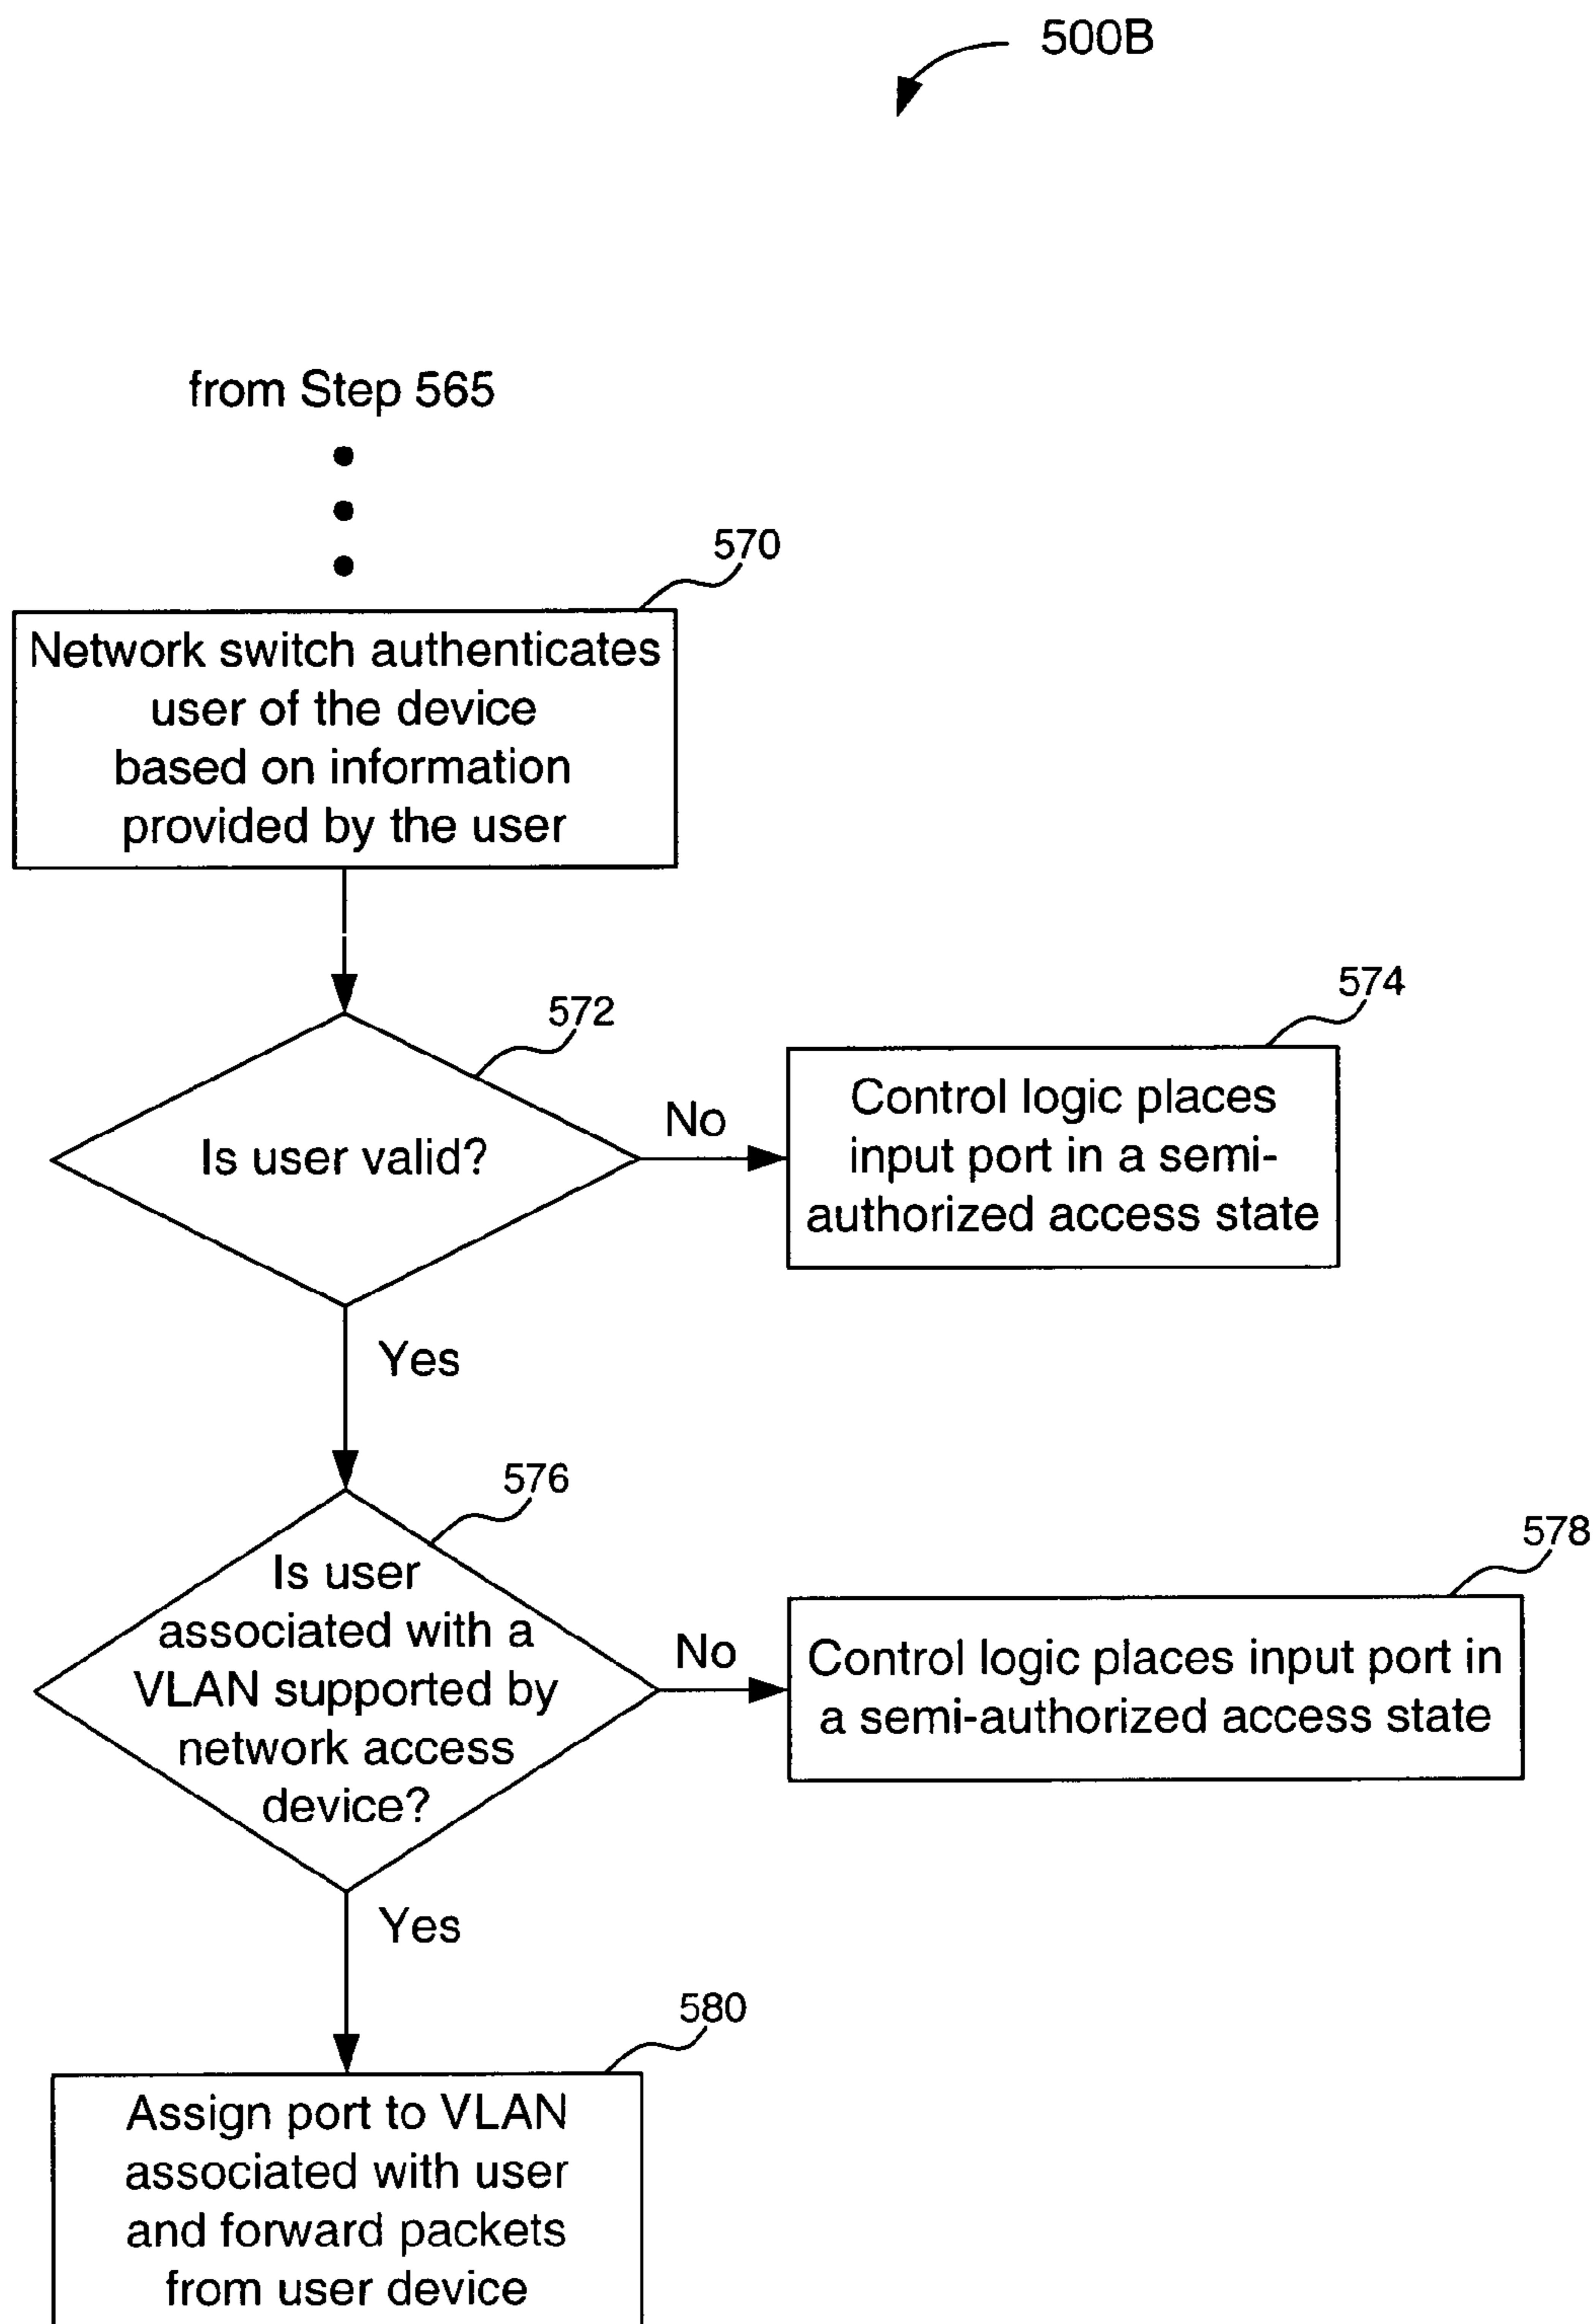 500B
from Step 565
570
Network switch authenticates
user of the device
based on information
provided by the user
572
Is user valid?
No
574
Control logic places
input port in a semi-
authorized access state
Yes
576
Is user
associated with a
VLAN supported by
network access
device?
No
578
Control logic places input port in
a semi-authorized access state
Yes
580
Assign port to VLAN
associated with user
and forward packets
from user device